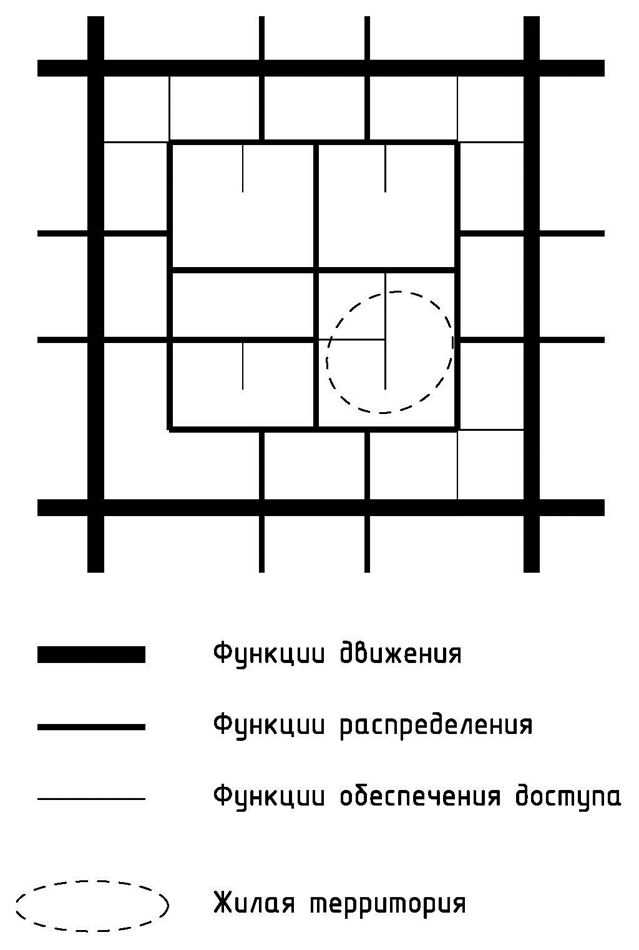 Функции движения
Функции распределения
Функции обеспечения доступа
Жилая территория